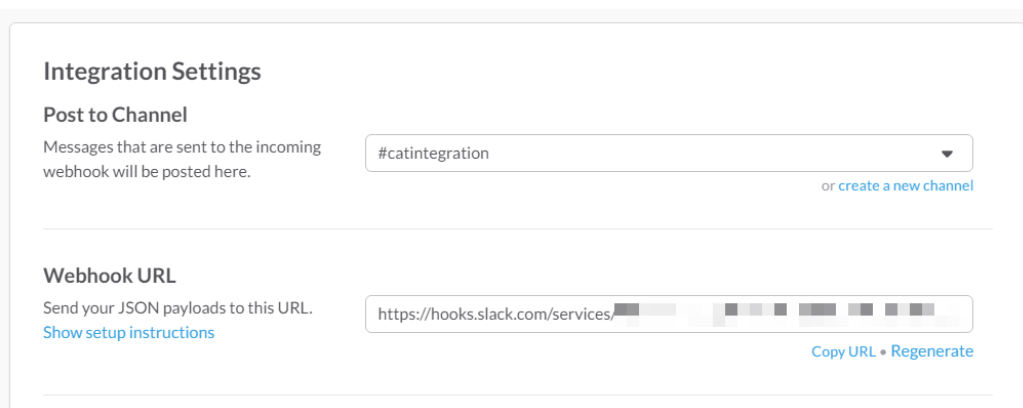 Integration Settings
Post to Channel
Messages that are sent to the incoming
webhook will be posted here.
#catintegration
or create a new channel
Webhook URL
Send your JSON payloads to this URL.
Show setup instructions
https://hooks.slack.com/services/
Copy URL • Regenerate